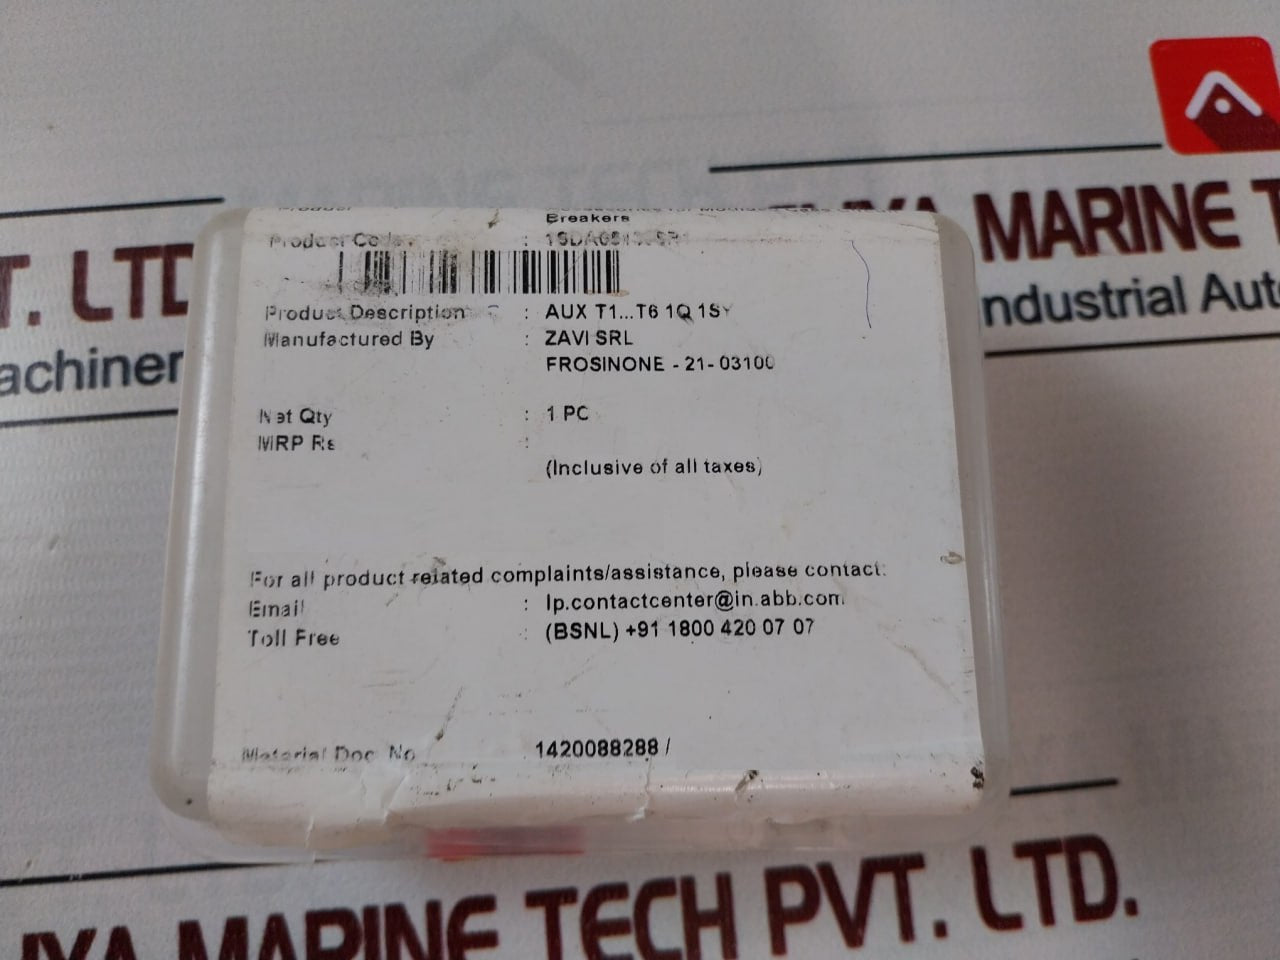 MARINE T
T. LTD
ndustrial Auto
achiner
Breakers
Product Code :
Product Description : AUX T1...T6 1Q 1SY
Manufactured By : ZAVI SRL
FROSINONE - 21- 03100
Net Qty : 1 PC
MRP Rs :
(Inclusive of all taxes)
For all product related complaints/assistance, please contact:
Email : lp.contactcenter@in.abb.com
Toll Free : (BSNL) +91 1800 420 07 07
Material Doc No 1420088288 /
IYA MARINE TECH PVT. LTD.